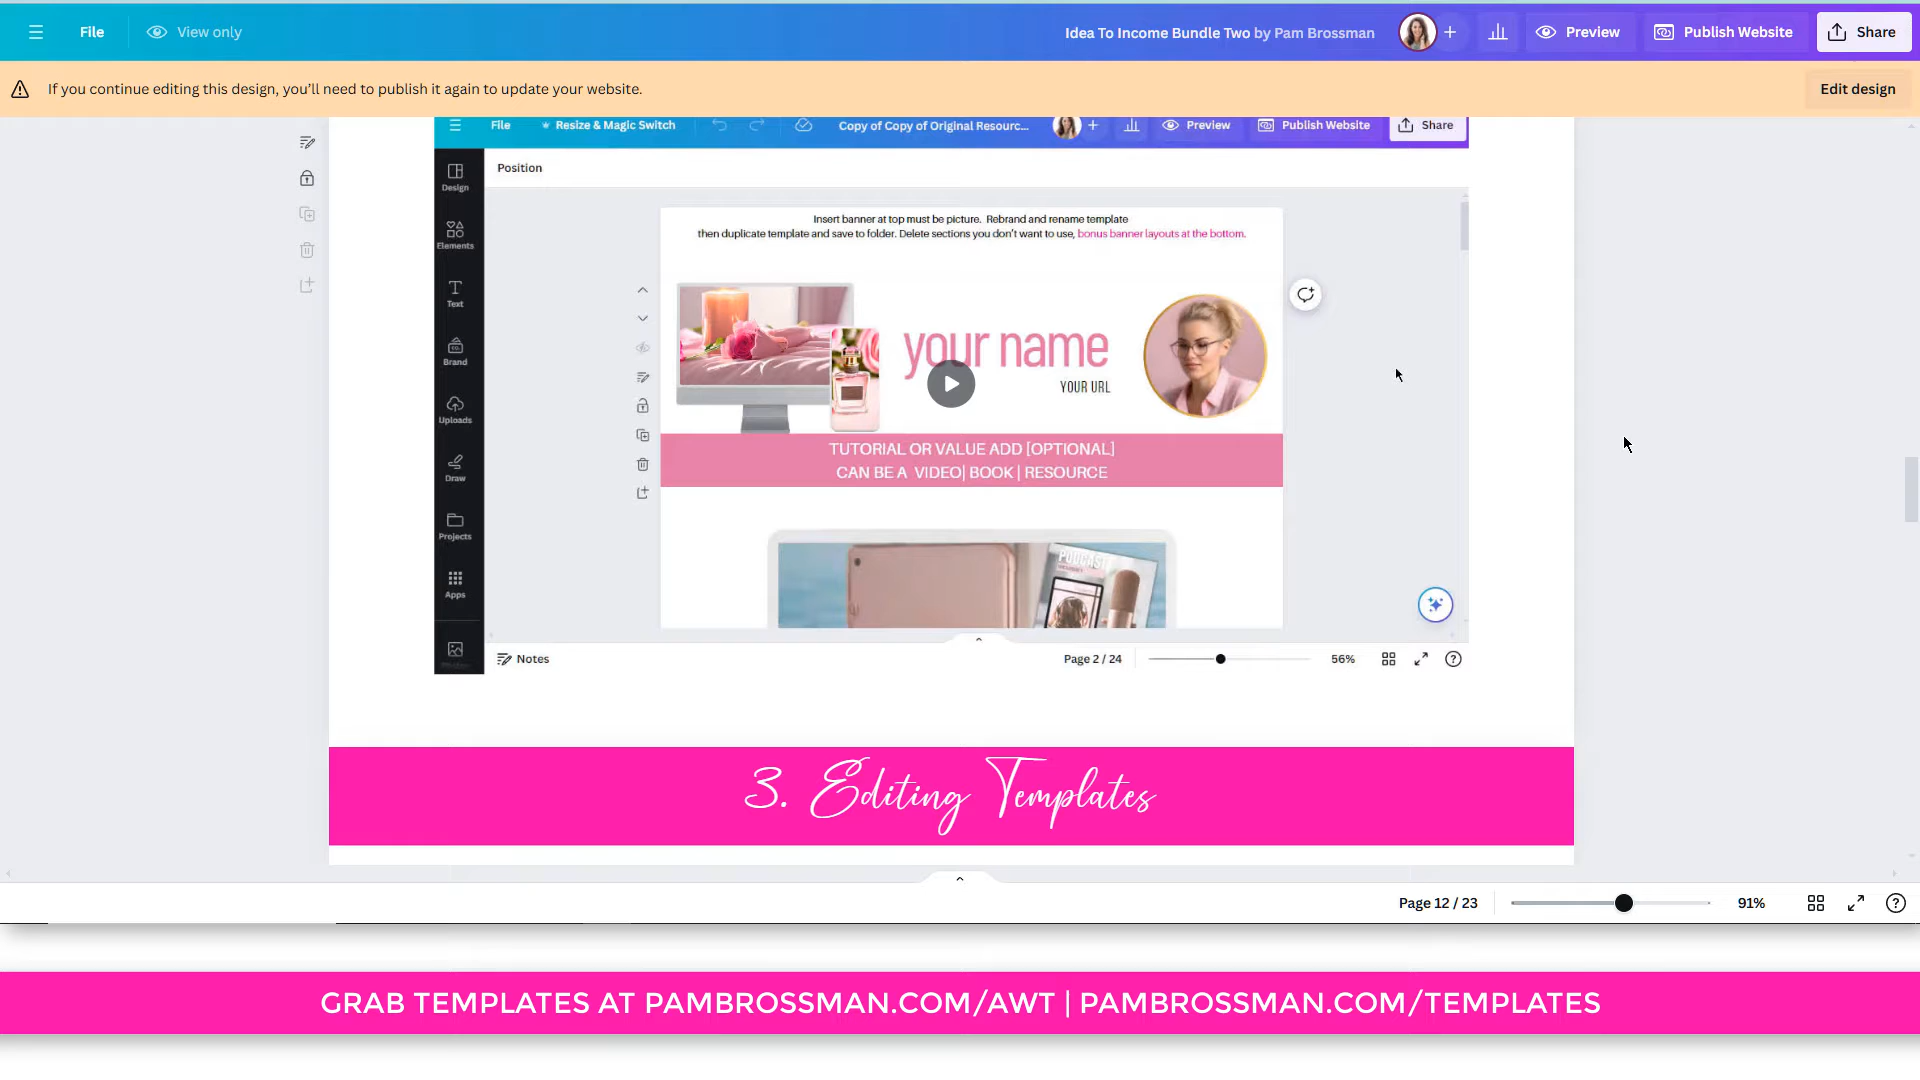 File View only Idea To Income Bundle Two by Pam Brossman Preview Publish Website Share
If you continue editing this design, you'll need to publish it again to update your website. Edit design
File Resize & Magic Switch Copy of Copy of Original Resourc... Preview Publish Website Share
Position
Design
Elements
Text
Brand
Uploads
Draw
Projects
Apps
Insert banner at top must be picture. Rebrand and rename template
then duplicate template and save to folder. Delete sections you don't want to use, bonus banner layouts at the bottom.
your name
YOUR URL
TUTORIAL OR VALUE ADD [OPTIONAL]
CAN BE A VIDEO| BOOK | RESOURCE
PODCAST
Notes Page 2 / 24 56%
3. Editing Templates
Page 12 / 23 91%
GRAB TEMPLATES AT PAMBROSSMAN.COM/AWT | PAMBROSSMAN.COM/TEMPLATES